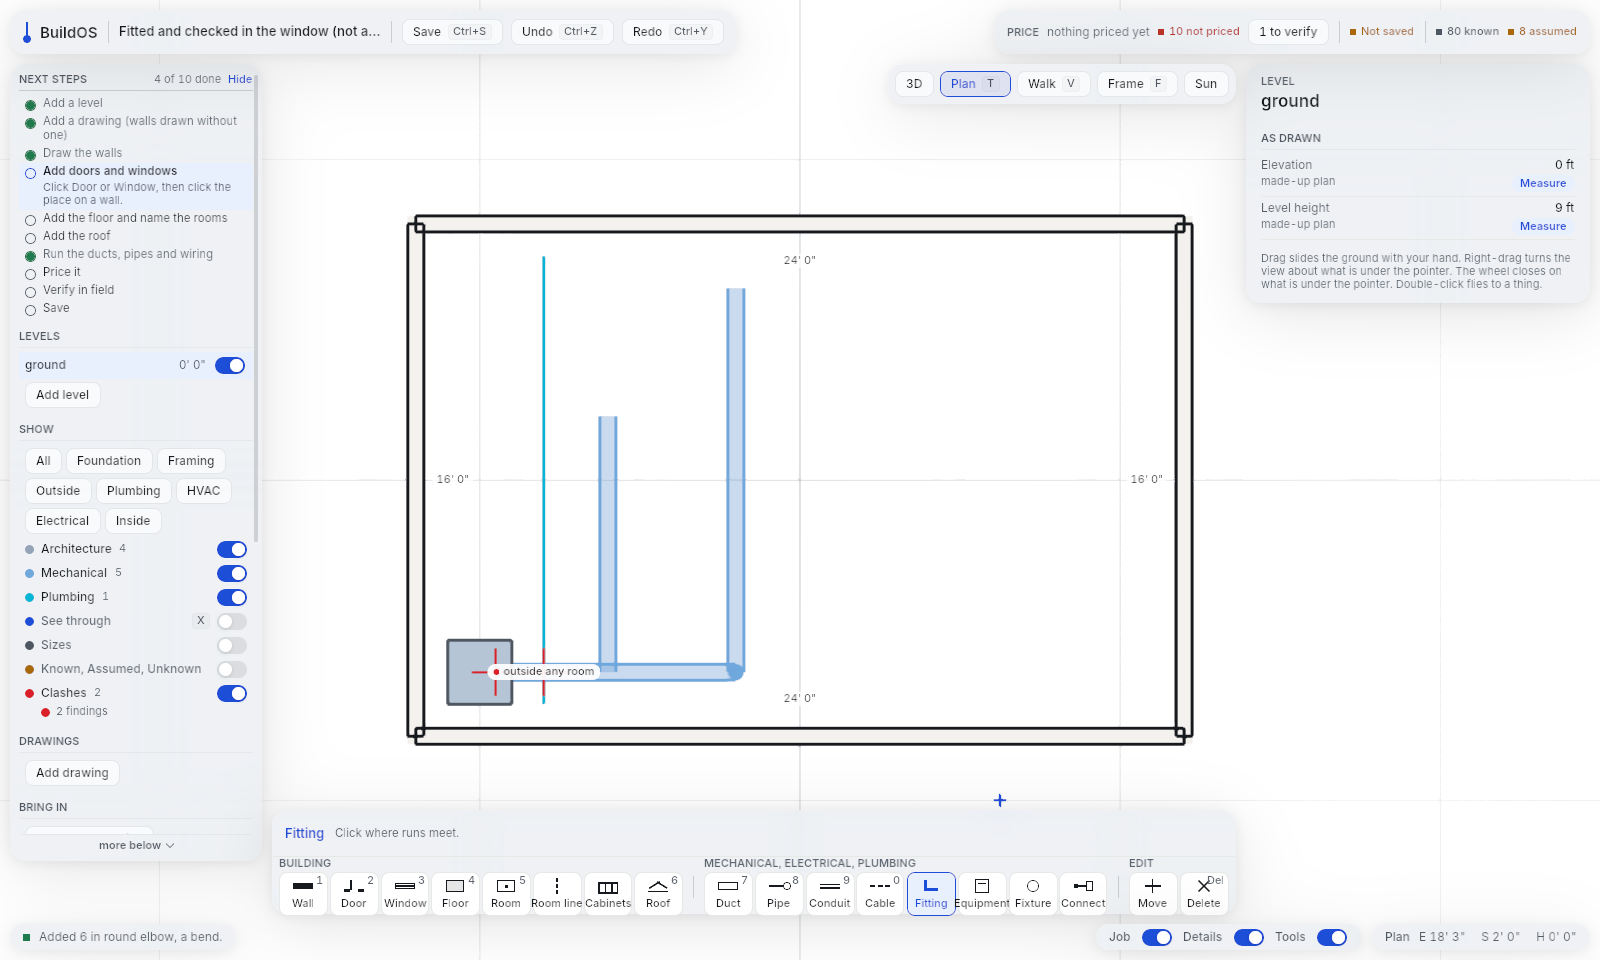 BuildOS
Fitted and checked in the window (not a...
Save Ctrl+S
Undo Ctrl+Z
Redo Ctrl+Y
PRICE nothing priced yet 10 not priced 1 to verify Not saved 80 known 8 assumed
3D
Plan T
Walk V
Frame F
Sun
NEXT STEPS 4 of 10 done Hide
Add a level
Add a drawing (walls drawn without
one)
Draw the walls
Add doors and windows
Click Door or Window, then click the
place on a wall.
Add the floor and name the rooms
Add the roof
Run the ducts, pipes and wiring
Price it
Verify in field
Save
LEVELS
ground 0' 0"
Add level
SHOW
All Foundation Framing
Outside Plumbing HVAC
Electrical Inside
Architecture 4
Mechanical 5
Plumbing 1
See through X
Sizes
Known, Assumed, Unknown
Clashes 2
2 findings
DRAWINGS
Add drawing
BRING IN
more below
LEVEL
ground
AS DRAWN
Elevation 0 ft
made-up plan Measure
Level height 9 ft
made-up plan Measure
Drag slides the ground with your hand. Right-drag turns the
view about what is under the pointer. The wheel closes on
what is under the pointer. Double-click flies to a thing.
24' 0"
16' 0"
16' 0"
outside any room
24' 0"
Fitting Click where runs meet.
BUILDING
1 Wall
2 Door
3 Window
4 Floor
5 Room
Room line
Cabinets
6 Roof
MECHANICAL, ELECTRICAL, PLUMBING
7 Duct
8 Pipe
9 Conduit
0 Cable
Fitting
Equipment
Fixture
Connect
EDIT
Move
Del Delete
Added 6 in round elbow, a bend.
Job Details Tools
Plan E 18' 3" S 2' 0" H 0' 0"